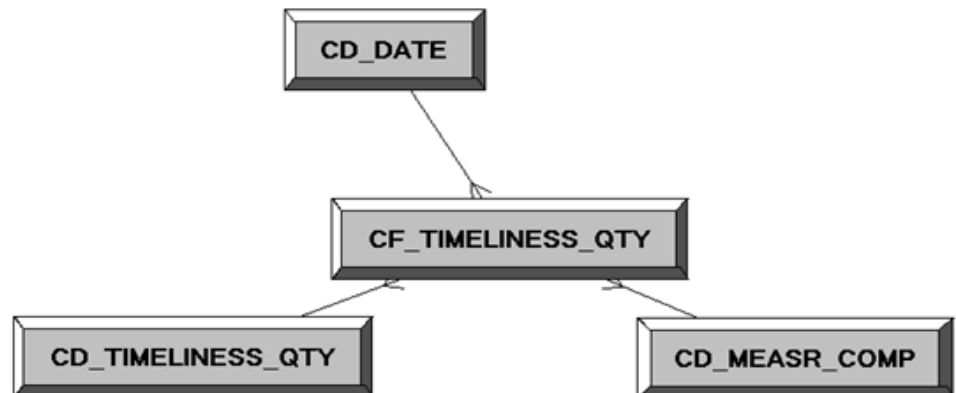 CD_DATE
CF_TIMELINESS_QTY
CD_TIMELINESS_QTY
CD_MEASR_COMP